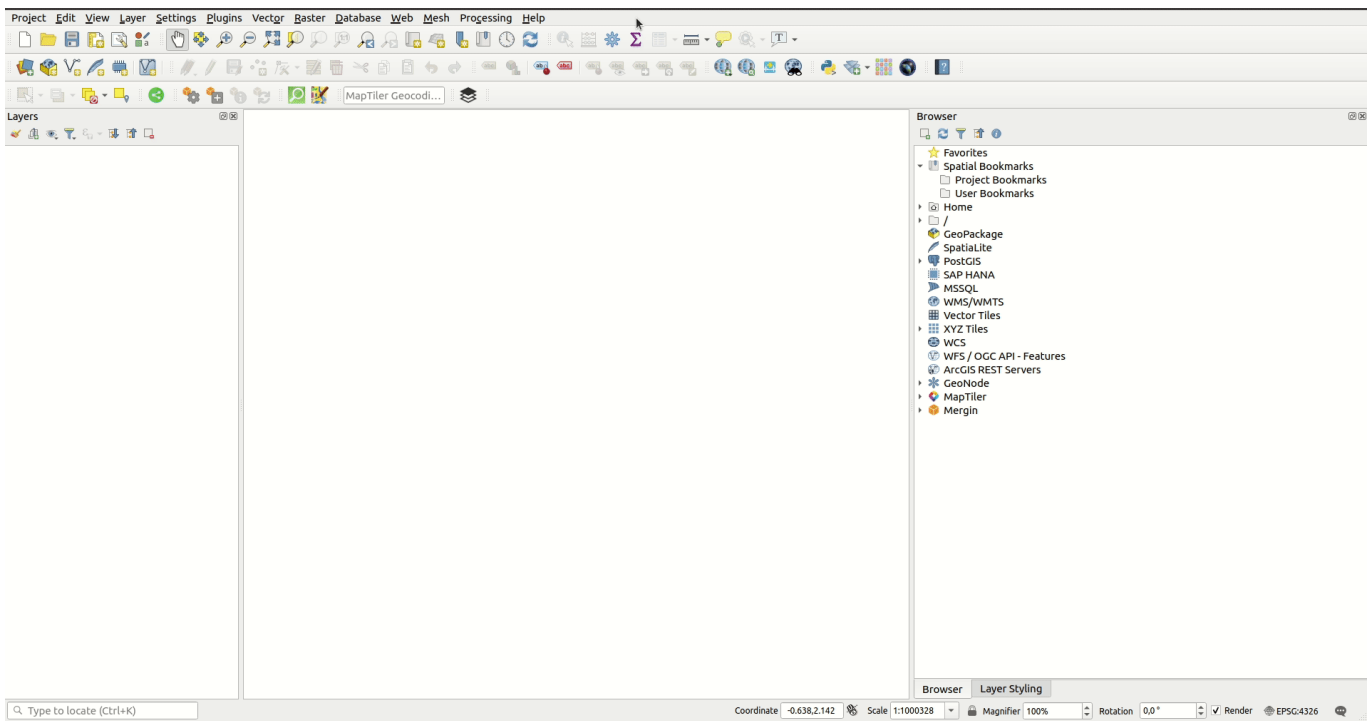 Project Edit View Layer Settings Plugins Vector Raster Database Web Mesh Processing Help
MapTiler Geocodi...
Layers
Browser
Favorites
Spatial Bookmarks
Project Bookmarks
User Bookmarks
Home
/
GeoPackage
SpatiaLite
PostGIS
SAP HANA
MSSQL
WMS/WMTS
Vector Tiles
XYZ Tiles
WCS
WFS / OGC API - Features
ArcGIS REST Servers
GeoNode
MapTiler
Mergin
Browser Layer Styling
Type to locate (Ctrl+K) Coordinate -0.638,2.142 Scale 1:1000328 Magnifier 100% Rotation 0,0 ° Render EPSG:4326